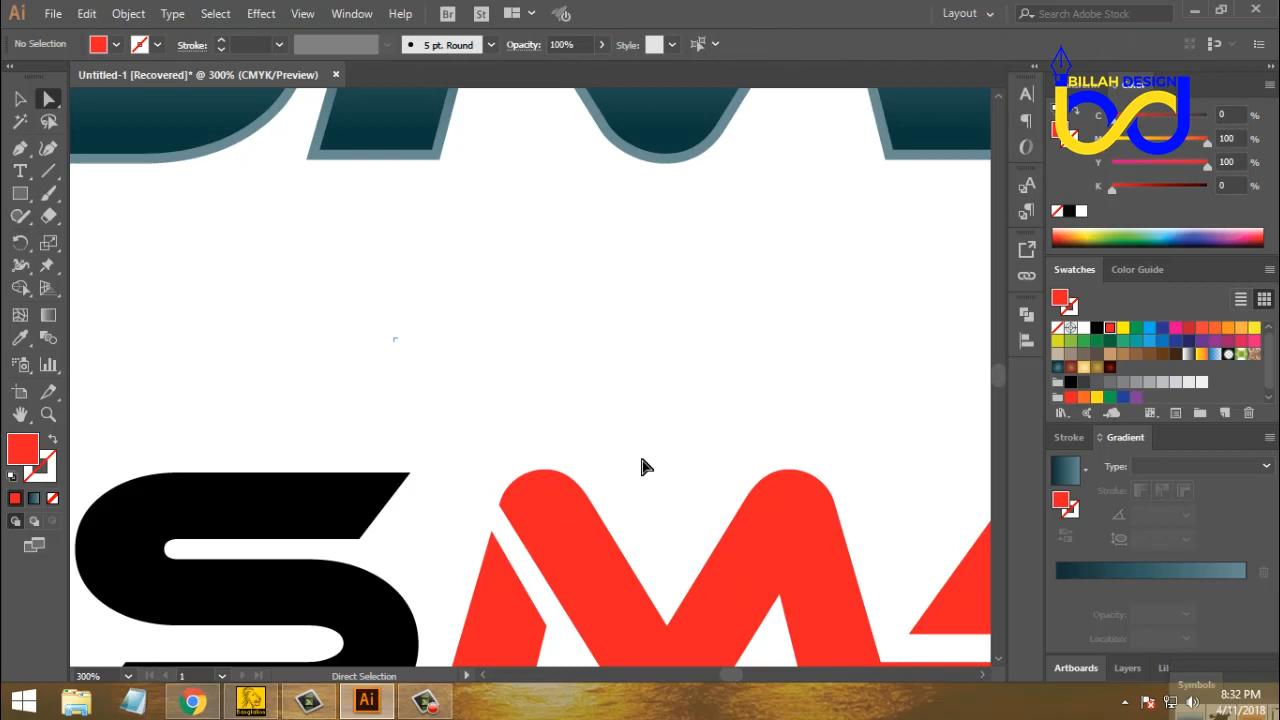 Ai File Edit Object Type Select Effect View Window Help Br St Layout Search Adobe Stock
No Selection Stroke: 5 pt. Round Opacity: 100% Style:
Untitled-1 [Recovered]* @ 300% (CMYK/Preview)
BILLAH DESIGN
bd
C 0 %
100 %
Y 100 %
K 0 %
Swatches Color Guide
Stroke Gradient
Type:
Stroke:
Opacity:
Location:
SM
300% 1 Direct Selection
Artboards Layers
Symbols
Ai
8:32 PM
4/11/2018